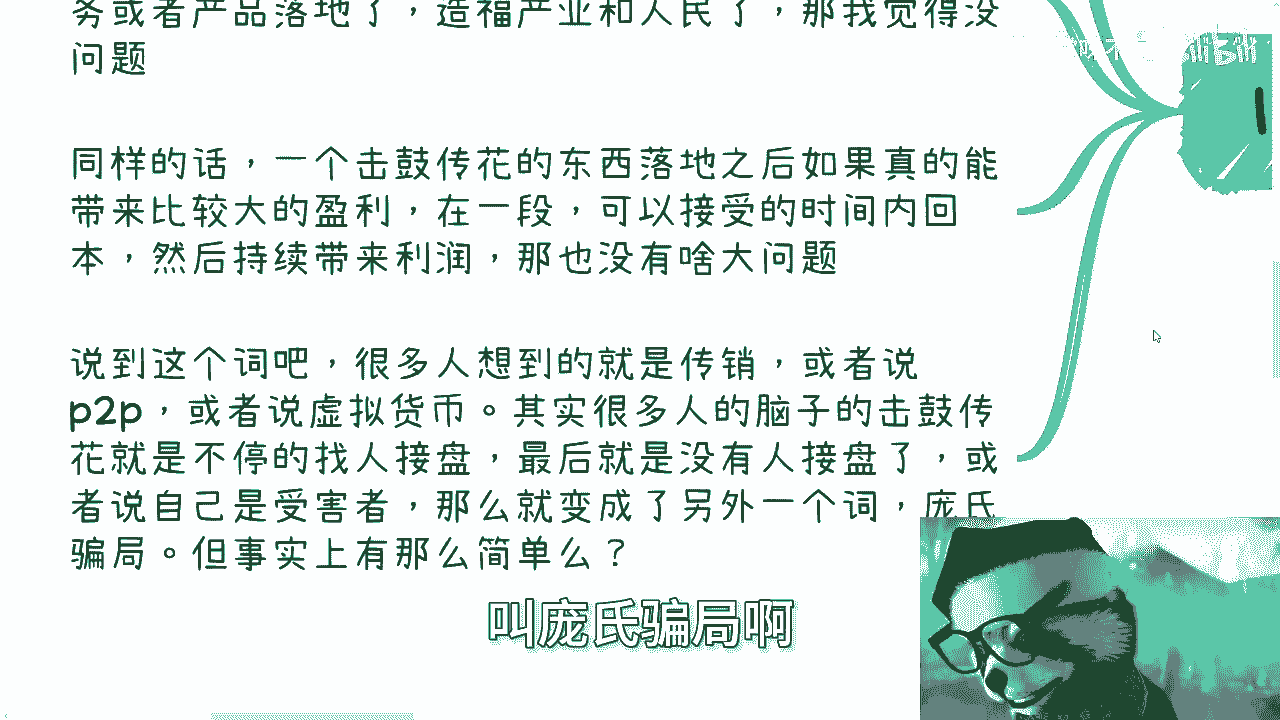 务或者产品落地了，造福产业和人民了，那我觉得没
问题
同样的话，一个击鼓传花的东西落地之后如果真的能
带来比较大的盈利，在一段，可以接受的时间内回
本，然后持续带来利润，那也没有啥大问题
说到这个词吧，很多人想到的就是传销，或者说
p2p，或者说虚拟货币。其实很多人的脑子的击鼓传
花就是不停的找人接盘，最后就是没有人接盘了，或
者说自己是受害者，那么就变成了另外一个词，庞氏
骗局。但事实上有那么简单么？
叫庞氏骗局啊